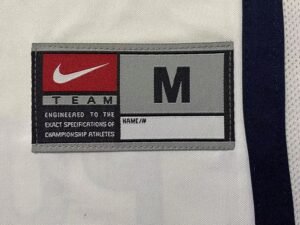 TEAM
M
ENGINEERED TO THE
EXACT SPECIFICATIONS OF
CHAMPIONSHIP ATHLETES
NAME/#